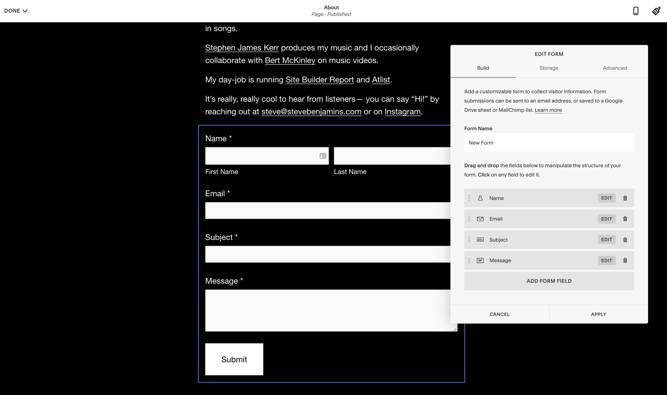 DONE
About
Page · Published
in songs.
Stephen James Kerr produces my music and I occasionally
collaborate with Bert McKinley on music videos.
My day-job is running Site Builder Report and Atlist.
It's really, really cool to hear from listeners— you can say “Hi!” by
reaching out at steve@stevebenjamins.com or on Instagram.
Name *
First Name
Last Name
Email *
Subject *
Message *
Submit
EDIT FORM
Build
Storage
Advanced
Add a customizable form to collect visitor information. Form
submissions can be sent to an email address, or saved to a Google
Drive sheet or MailChimp list. Learn more
Form Name
New Form
Drag and drop the fields below to manipulate the structure of your
form. Click on any field to edit it.
Name EDIT
Email EDIT
Subject EDIT
Message EDIT
ADD FORM FIELD
CANCEL
APPLY